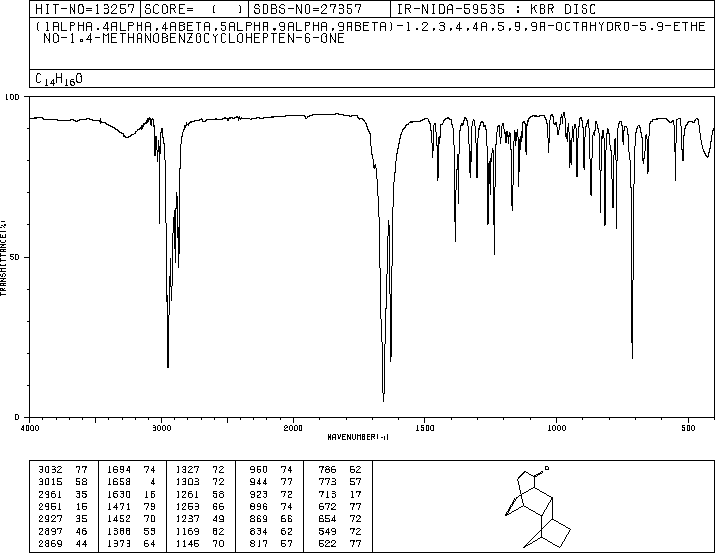 HIT-NO=13257 SCORE= ( ) SDBS-NO=27357 IR-NIDA-59535 : KBR DISC
(1ALPHA,4ALPHA,4ABETA,5ALPHA,9ALPHA,9ABETA)-1,2,3,4,4A,5,9,9A-OCTAHYDRO-5,9-ETHE
NO-1,4-METHANOBENZOCYCLOHEPTEN-6-ONE
C14H16O
100
50
0
TRANSMITTANCE(%)
4000 3000 2000 1500 1000 500
WAVENUMBER(-1)
3032 77 1694 74 1327 72 960 74 786 62
3015 58 1658 4 1303 72 944 77 773 57
2961 35 1630 16 1261 58 923 72 713 17
2951 15 1471 79 1253 66 896 74 672 77
2927 35 1452 70 1237 49 869 66 654 72
2897 46 1388 59 1169 62 834 62 549 72
2869 44 1373 64 1145 70 817 57 522 77